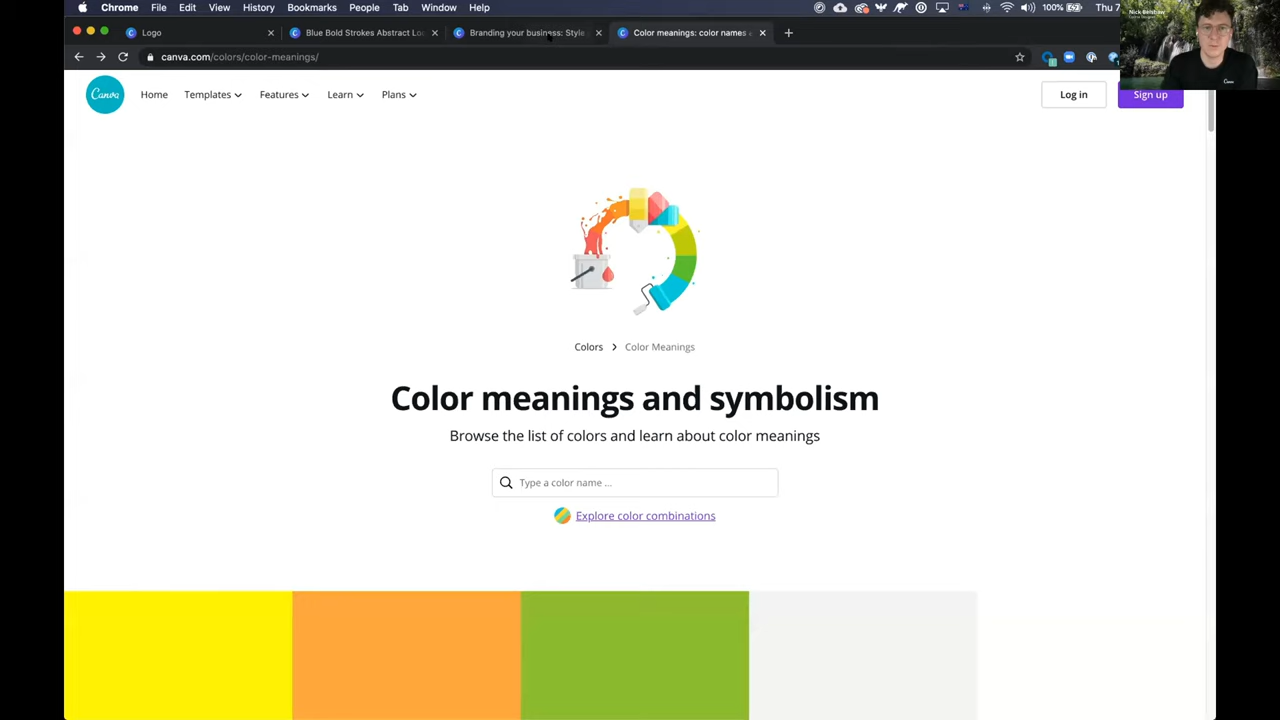 Chrome File Edit View History Bookmarks People Tab Window Help 100% Thu 7
Logo Blue Bold Strokes Abstract Lo Branding your business: Style Color meanings: color names
canva.com/colors/color-meanings/
Nick Bershaw
Canva
Canva Home Templates Features Learn Plans Log in Sign up
Colors > Color Meanings
Color meanings and symbolism
Browse the list of colors and learn about color meanings
Type a color name ...
Explore color combinations